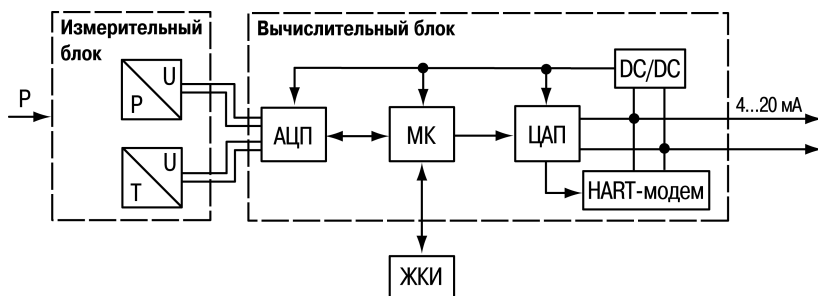 Измерительный
блок
Вычислительный блок
P
U
P
U
T
АЦП
МК
ЦАП
DC/DC
4...20 мА
HART-модем
ЖКИ